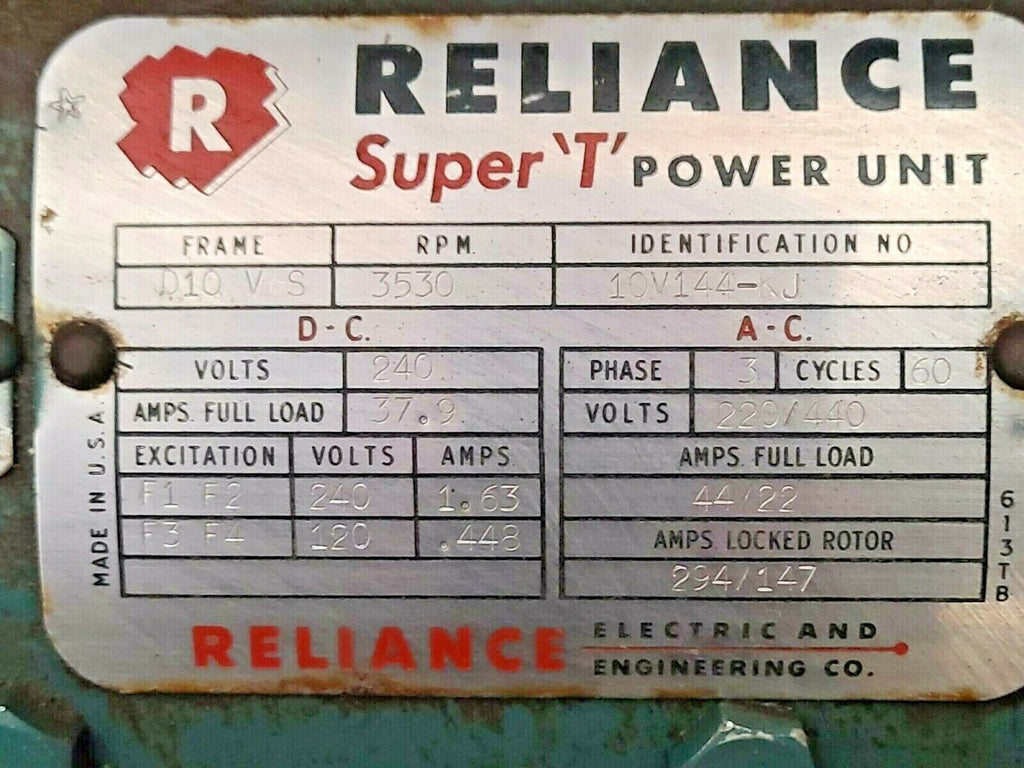 R
RELIANCE
Super 'T' POWER UNIT
FRAME RPM IDENTIFICATION NO
D10 V S 3530 10V144-KJ
D-C. A-C.
VOLTS 240 PHASE 3 CYCLES 60
AMPS. FULL LOAD 37.9 VOLTS 220/440
EXCITATION VOLTS AMPS. AMPS. FULL LOAD
F1 F2 240 1.63 44/22
F3 F4 120 .448 AMPS. LOCKED ROTOR
294/147
MADE IN U.S.A.
613TB
RELIANCE ELECTRIC AND
ENGINEERING CO.